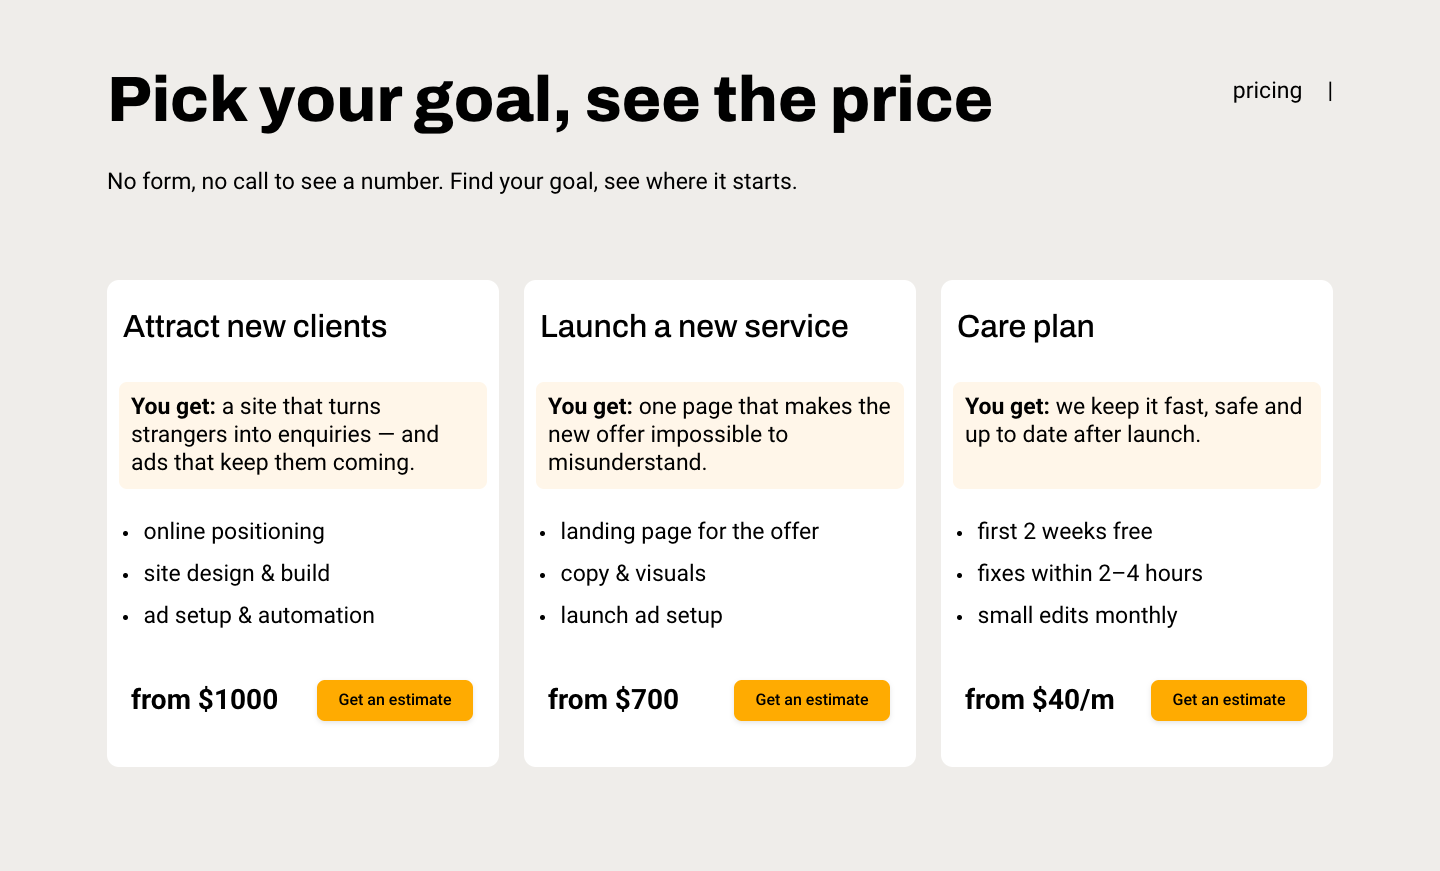 Pick your goal, see the price
pricing |
No form, no call to see a number. Find your goal, see where it starts.
Attract new clients
You get: a site that turns
strangers into enquiries — and
ads that keep them coming.
• online positioning
• site design & build
• ad setup & automation
from $1000
Get an estimate
Launch a new service
You get: one page that makes the
new offer impossible to
misunderstand.
• landing page for the offer
• copy & visuals
• launch ad setup
from $700
Get an estimate
Care plan
You get: we keep it fast, safe and
up to date after launch.
• first 2 weeks free
• fixes within 2–4 hours
• small edits monthly
from $40/m
Get an estimate